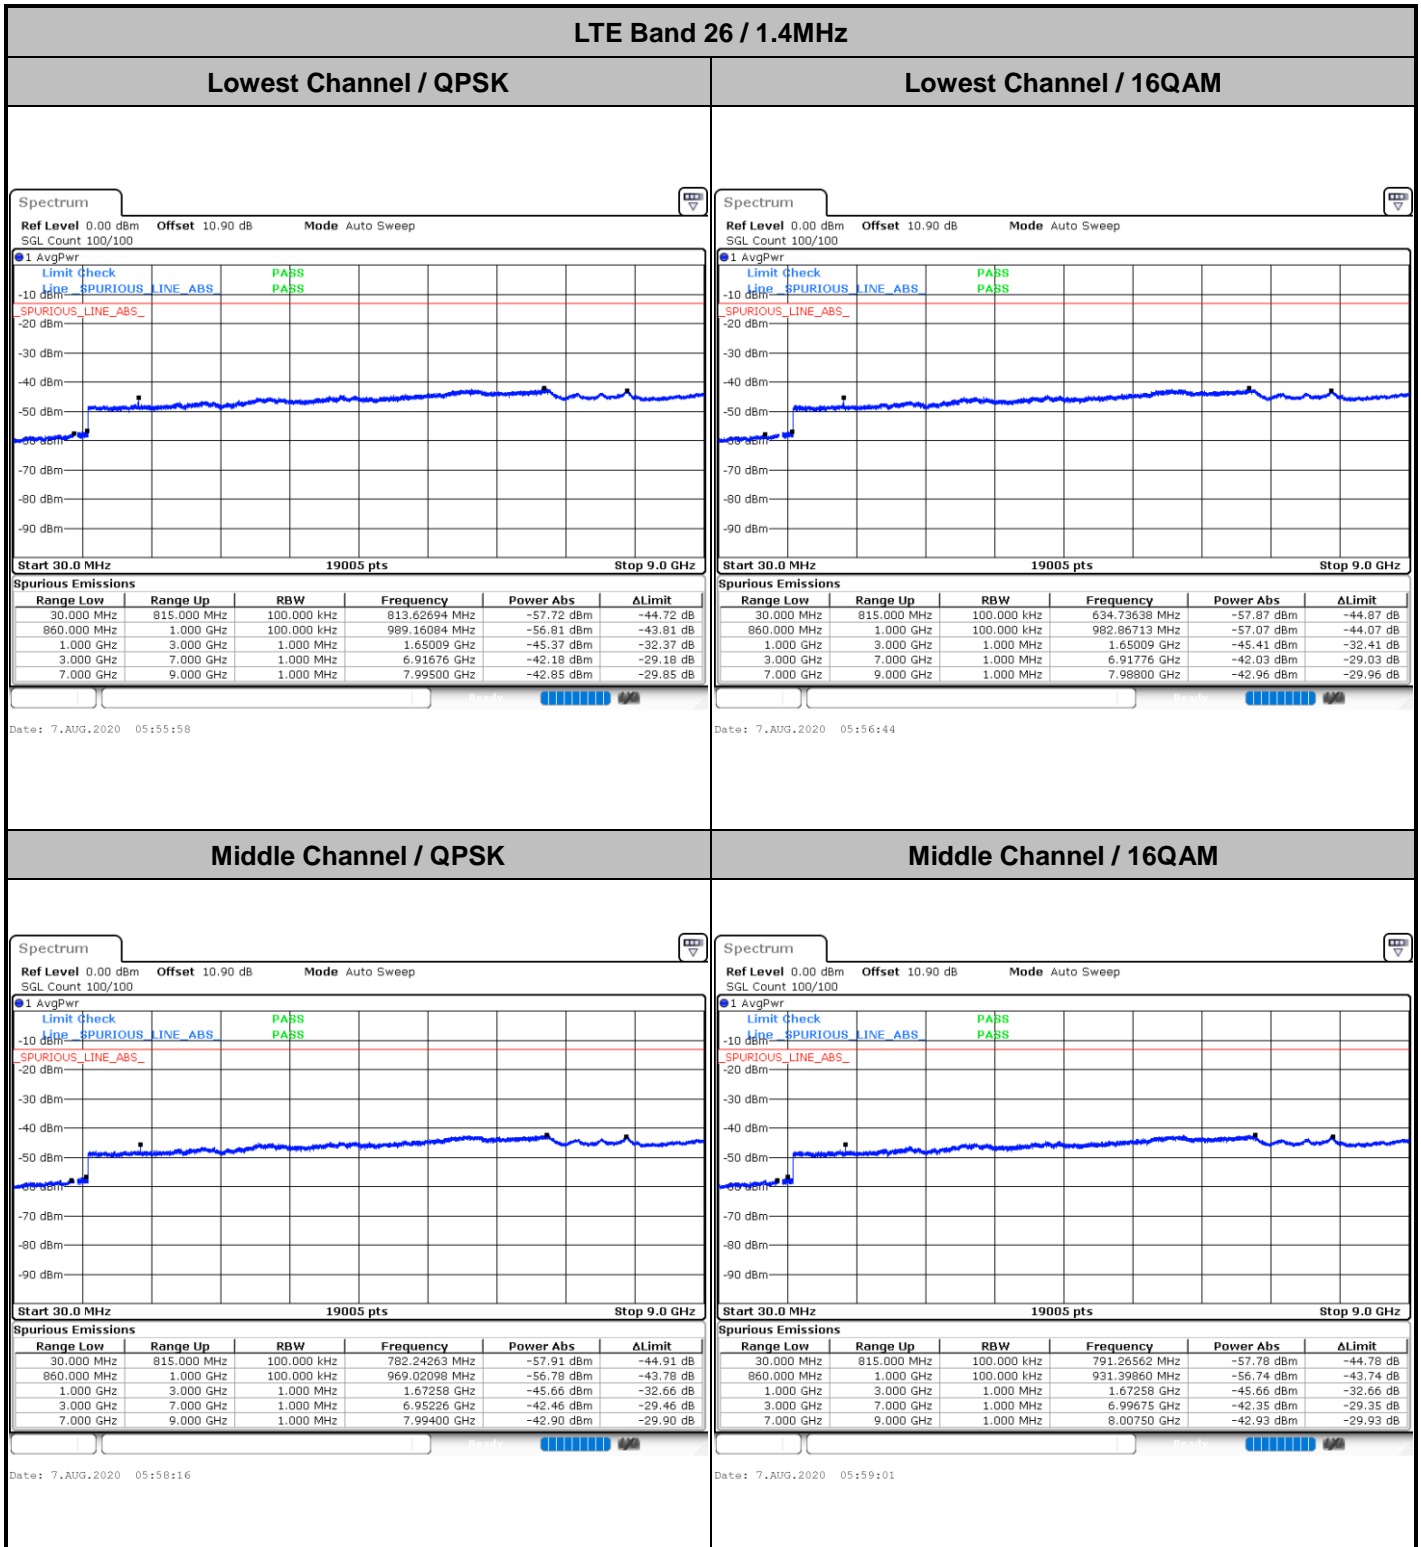 LTE Band 26 / 1.4MHz
Lowest Channel / QPSK
Lowest Channel / 16QAM
Spectrum
Ref Level 0.00 dBm Offset 10.90 dB Mode Auto Sweep
SGL Count 100/100
1 AvgPwr
Limit Check PASS
Line _SPURIOUS_LINE_ABS_ PASS
-10 dBm
_SPURIOUS_LINE_ABS_
-20 dBm
-30 dBm
-40 dBm
-50 dBm
-60 dBm
-70 dBm
-80 dBm
-90 dBm
Start 30.0 MHz 19005 pts Stop 9.0 GHz
Spurious Emissions
Range Low Range Up RBW Frequency Power Abs ΔLimit
30.000 MHz 815.000 MHz 100.000 kHz 813.62694 MHz -57.72 dBm -44.72 dB
860.000 MHz 1.000 GHz 100.000 kHz 989.16084 MHz -56.81 dBm -43.81 dB
1.000 GHz 3.000 GHz 1.000 MHz 1.65009 GHz -45.37 dBm -32.37 dB
3.000 GHz 7.000 GHz 1.000 MHz 6.91676 GHz -42.18 dBm -29.18 dB
7.000 GHz 9.000 GHz 1.000 MHz 7.99500 GHz -42.85 dBm -29.85 dB
Ready
Date: 7.AUG.2020 05:55:58
Spectrum
Ref Level 0.00 dBm Offset 10.90 dB Mode Auto Sweep
SGL Count 100/100
1 AvgPwr
Limit Check PASS
Line _SPURIOUS_LINE_ABS_ PASS
-10 dBm
_SPURIOUS_LINE_ABS_
-20 dBm
-30 dBm
-40 dBm
-50 dBm
-60 dBm
-70 dBm
-80 dBm
-90 dBm
Start 30.0 MHz 19005 pts Stop 9.0 GHz
Spurious Emissions
Range Low Range Up RBW Frequency Power Abs ΔLimit
30.000 MHz 815.000 MHz 100.000 kHz 634.73638 MHz -57.87 dBm -44.87 dB
860.000 MHz 1.000 GHz 100.000 kHz 982.86713 MHz -57.07 dBm -44.07 dB
1.000 GHz 3.000 GHz 1.000 MHz 1.65009 GHz -45.41 dBm -32.41 dB
3.000 GHz 7.000 GHz 1.000 MHz 6.91776 GHz -42.03 dBm -29.03 dB
7.000 GHz 9.000 GHz 1.000 MHz 7.98800 GHz -42.96 dBm -29.96 dB
Ready
Date: 7.AUG.2020 05:56:44
Middle Channel / QPSK
Middle Channel / 16QAM
Spectrum
Ref Level 0.00 dBm Offset 10.90 dB Mode Auto Sweep
SGL Count 100/100
1 AvgPwr
Limit Check PASS
Line _SPURIOUS_LINE_ABS_ PASS
-10 dBm
_SPURIOUS_LINE_ABS_
-20 dBm
-30 dBm
-40 dBm
-50 dBm
-60 dBm
-70 dBm
-80 dBm
-90 dBm
Start 30.0 MHz 19005 pts Stop 9.0 GHz
Spurious Emissions
Range Low Range Up RBW Frequency Power Abs ΔLimit
30.000 MHz 815.000 MHz 100.000 kHz 782.24263 MHz -57.91 dBm -44.91 dB
860.000 MHz 1.000 GHz 100.000 kHz 969.02098 MHz -56.78 dBm -43.78 dB
1.000 GHz 3.000 GHz 1.000 MHz 1.67258 GHz -45.66 dBm -32.66 dB
3.000 GHz 7.000 GHz 1.000 MHz 6.95226 GHz -42.46 dBm -29.46 dB
7.000 GHz 9.000 GHz 1.000 MHz 7.99400 GHz -42.90 dBm -29.90 dB
Ready
Date: 7.AUG.2020 05:58:16
Spectrum
Ref Level 0.00 dBm Offset 10.90 dB Mode Auto Sweep
SGL Count 100/100
1 AvgPwr
Limit Check PASS
Line _SPURIOUS_LINE_ABS_ PASS
-10 dBm
_SPURIOUS_LINE_ABS_
-20 dBm
-30 dBm
-40 dBm
-50 dBm
-60 dBm
-70 dBm
-80 dBm
-90 dBm
Start 30.0 MHz 19005 pts Stop 9.0 GHz
Spurious Emissions
Range Low Range Up RBW Frequency Power Abs ΔLimit
30.000 MHz 815.000 MHz 100.000 kHz 791.26562 MHz -57.78 dBm -44.78 dB
860.000 MHz 1.000 GHz 100.000 kHz 931.39860 MHz -56.74 dBm -43.74 dB
1.000 GHz 3.000 GHz 1.000 MHz 1.67258 GHz -45.66 dBm -32.66 dB
3.000 GHz 7.000 GHz 1.000 MHz 6.99675 GHz -42.35 dBm -29.35 dB
7.000 GHz 9.000 GHz 1.000 MHz 8.00750 GHz -42.93 dBm -29.93 dB
Ready
Date: 7.AUG.2020 05:59:01